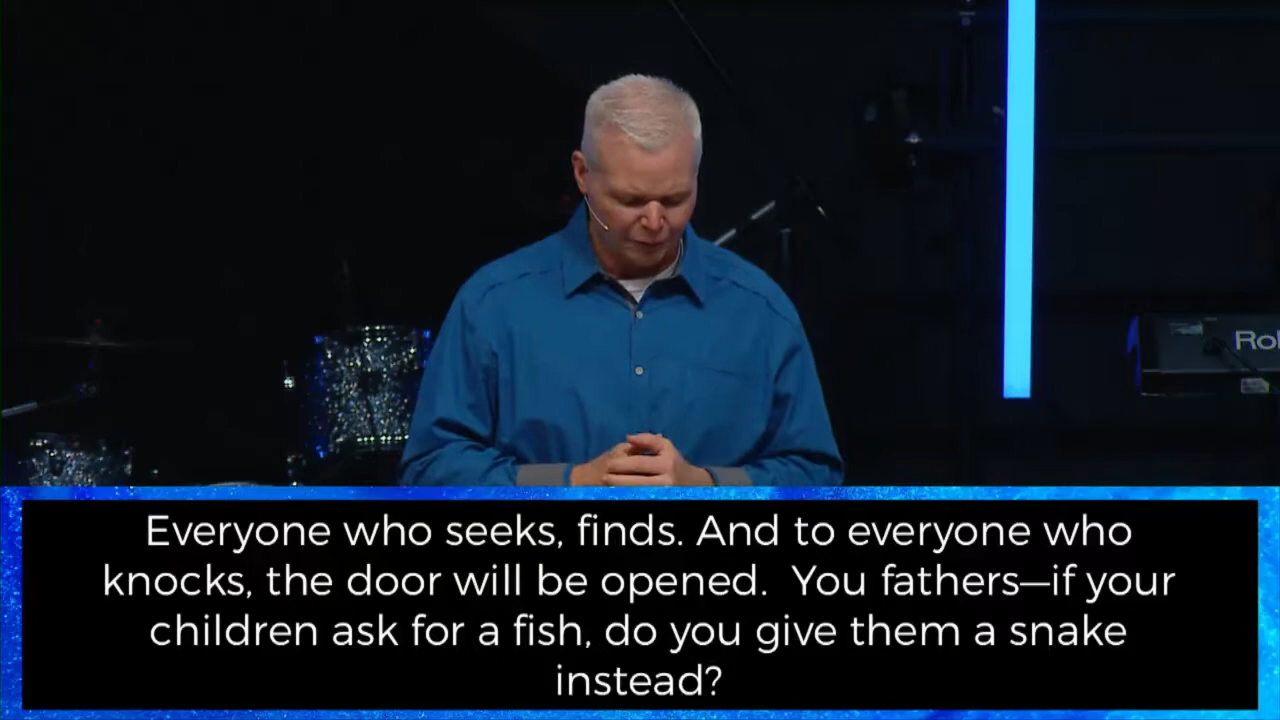 Rol
Everyone who seeks, finds. And to everyone who
knocks, the door will be opened.  You fathers—if your
children ask for a fish, do you give them a snake
instead?